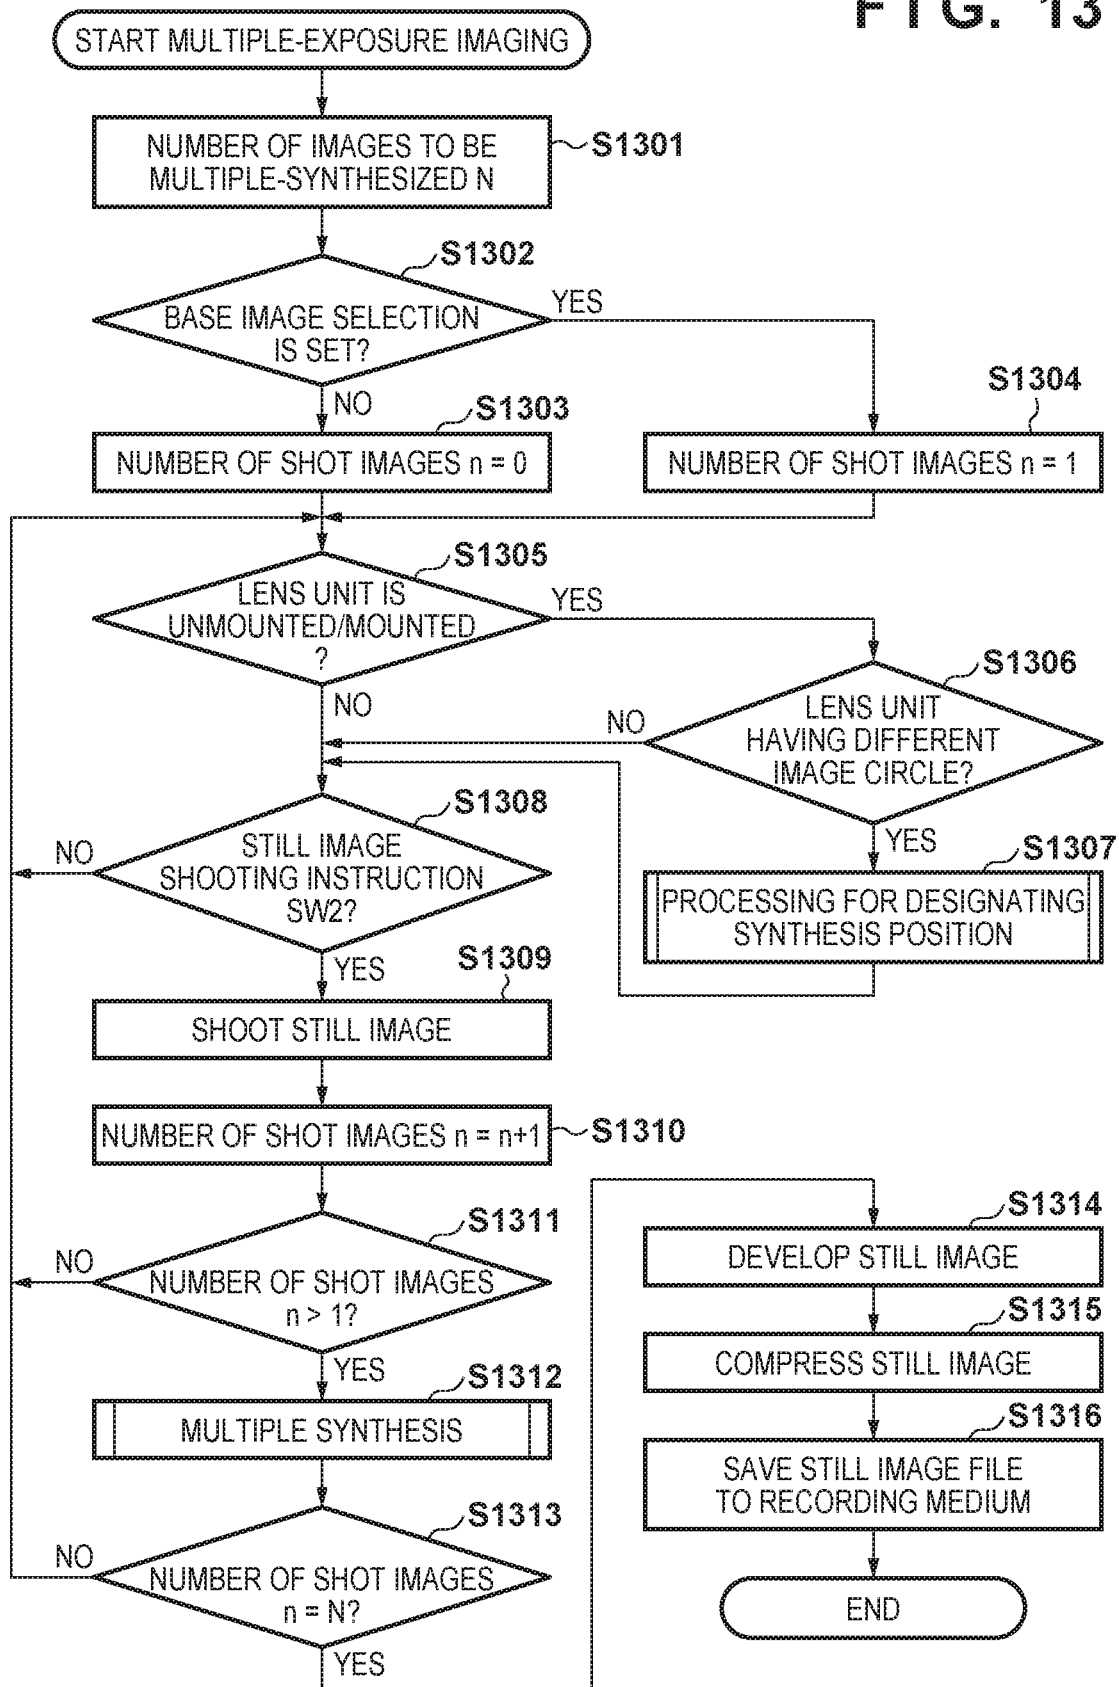 FIG. 13
START MULTIPLE-EXPOSURE IMAGING
NUMBER OF IMAGES TO BE
MULTIPLE-SYNTHESIZED N
S1301
S1302
BASE IMAGE SELECTION
IS SET?
YES
NO
S1303
NUMBER OF SHOT IMAGES n = 0
S1304
NUMBER OF SHOT IMAGES n = 1
S1305
LENS UNIT IS
UNMOUNTED/MOUNTED
?
YES
NO
S1306
LENS UNIT
HAVING DIFFERENT
IMAGE CIRCLE?
NO
YES
S1307
PROCESSING FOR DESIGNATING
SYNTHESIS POSITION
S1308
STILL IMAGE
SHOOTING INSTRUCTION
SW2?
NO
YES
S1309
SHOOT STILL IMAGE
NUMBER OF SHOT IMAGES n = n+1
S1310
S1311
NUMBER OF SHOT IMAGES
n > 1?
NO
YES
S1312
MULTIPLE SYNTHESIS
S1313
NUMBER OF SHOT IMAGES
n = N?
NO
YES
S1314
DEVELOP STILL IMAGE
S1315
COMPRESS STILL IMAGE
S1316
SAVE STILL IMAGE FILE
TO RECORDING MEDIUM
END